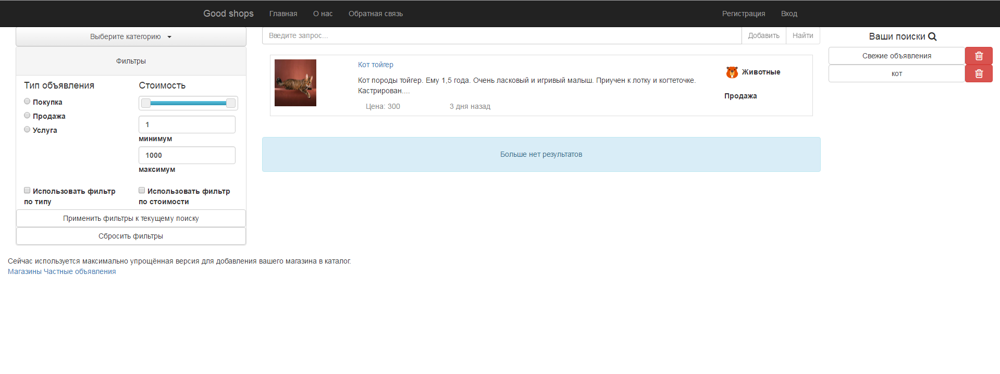 Good shops Главная О нас Обратная связь Регистрация Вход
Выберите категорию
Фильтры
Тип объявления
Покупка
Продажа
Услуга
Стоимость
1
минимум
1000
максимум
Использовать фильтр
по типу
Использовать фильтр
по стоимости
Применить фильтры к текущему поиску
Сбросить фильтры
Введите запрос... Добавить Найти
Кот тойгер
Кот породы тойгер. Ему 1,5 года. Очень ласковый и игривый малыш. Приучен к лотку и когтеточке.
Кастрирован....
Цена: 300 3 дня назад
Животные
Продажа
Больше нет результатов
Ваши поиски
Свежие объявления
кот
Сейчас используется максимально упрощённая версия для добавления вашего магазина в каталог.
Магазины Частные объявления